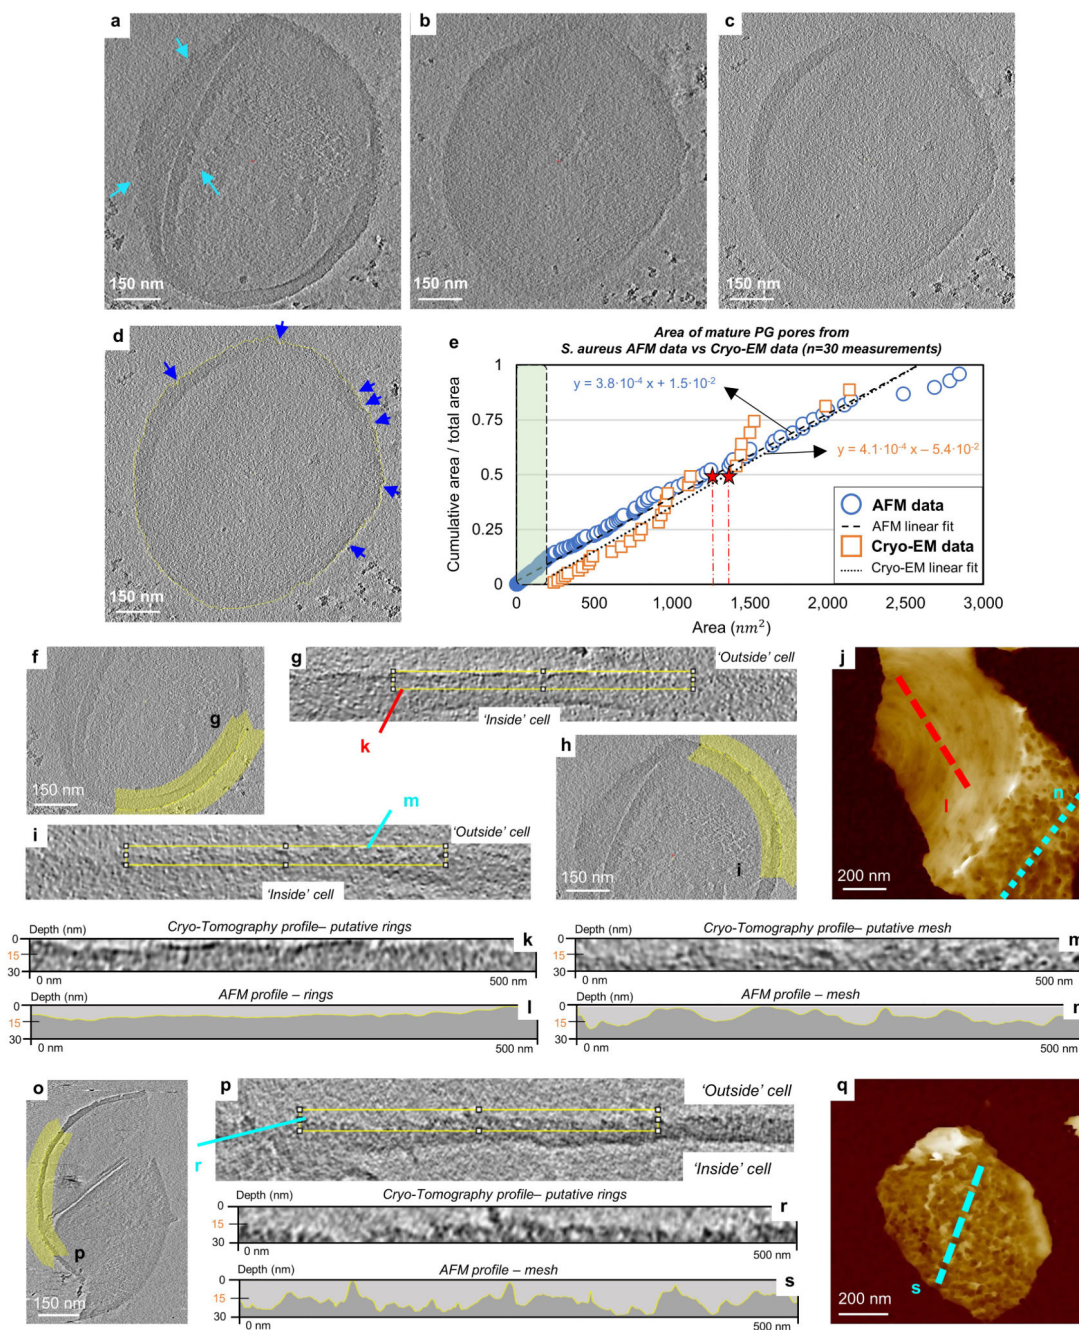 a
150 nm
b
150 nm
c
150 nm
d
150 nm
e
Area of mature PG pores from
S. aureus AFM data vs Cryo-EM data (n=30 measurements)
Cumulative area / total area
1
0.75
0.5
0.25
0
y = 3.8·10⁻⁴ x + 1.5·10⁻²
y = 4.1·10⁻⁴ x – 5.4·10⁻²
AFM data
AFM linear fit
Cryo-EM data
Cryo-EM linear fit
0
500
1,000
1,500
2,000
2,500
3,000
Area (nm²)
f
g
150 nm
g
'Outside' cell
'Inside' cell
k
h
i
150 nm
j
l
n
200 nm
m
i
'Outside' cell
'Inside' cell
Depth (nm)
Cryo-Tomography profile– putative rings
k
0
15
30
0 nm
500 nm
Depth (nm)
AFM profile – rings
l
0
15
30
0 nm
500 nm
Depth (nm)
Cryo-Tomography profile– putative mesh
m
0
15
30
0 nm
500 nm
Depth (nm)
AFM profile – mesh
0
15
30
0 nm
500 nm
o
p
150 nm
p
'Outside' cell
'Inside' cell
r
Depth (nm)
Cryo-Tomography profile– putative rings
r
0
15
30
0 nm
500 nm
Depth (nm)
AFM profile – mesh
s
0
15
30
0 nm
500 nm
q
s
200 nm